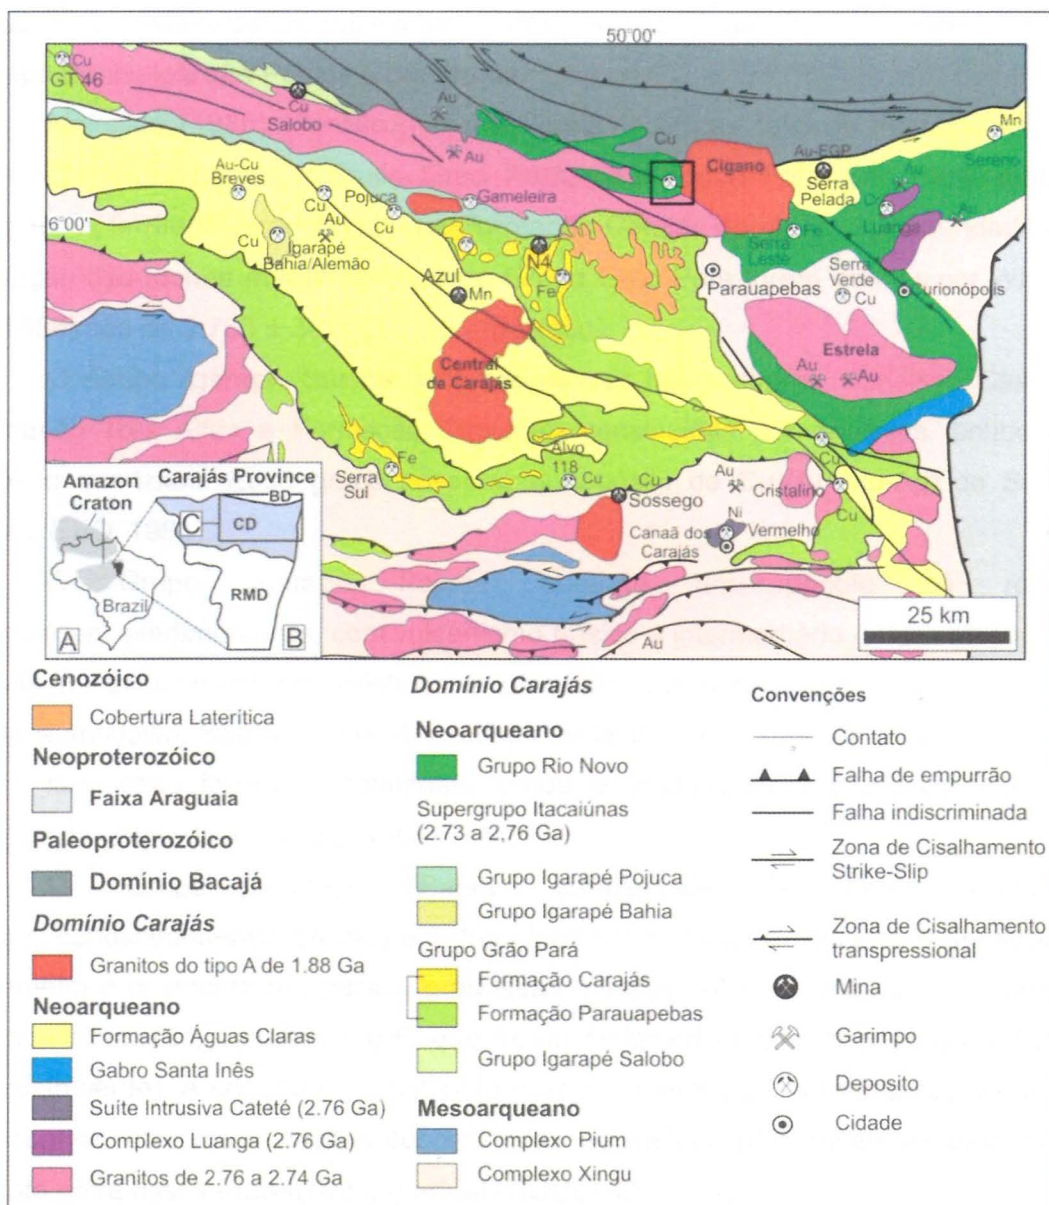 50°00'
Cu
GT 46
Cu
Salobo
Au
Au
Cu
Cigano
Au-EGP
Serra
Pelada
Mn
Sereno
Au
Au-Cu
Breves
Cu
Pojuca
Cu
Gameleira
Luanga
Au
6°00'
Cu
Au
Igarapé
Bahia/Alemão
Azul
Mn
N4
Fe
Fe
Serra
Leste
Parauapebas
Serra
Verde
Cu
Curionópolis
Estrela
Au
Au
Central
de Carajás
Fe
Serra
Sul
Alvo
118
Cu
Cu
Sossego
Au
Cristalino
Cu
Cu
Ni
Vermelho
Canaã dos
Carajás
Au
25 km
Amazon
Craton
Brazil
A
Carajás Province
BD
C
CD
RMD
B
Cenozóico
Cobertura Laterítica
Neoproterozóico
Faixa Araguaia
Paleoproterozóico
Domínio Bacajá
Domínio Carajás
Granitos do tipo A de 1.88 Ga
Neoarqueano
Formação Águas Claras
Gabro Santa Inês
Suite Intrusiva Cateté (2.76 Ga)
Complexo Luanga (2.76 Ga)
Granitos de 2.76 a 2.74 Ga
Domínio Carajás
Neoarqueano
Grupo Rio Novo
Supergrupo Itacaiúnas
(2.73 a 2,76 Ga)
Grupo Igarapé Pojuca
Grupo Igarapé Bahia
Grupo Grão Pará
Formação Carajás
Formação Parauapebas
Grupo Igarapé Salobo
Mesoarqueano
Complexo Pium
Complexo Xingu
Convenções
Contato
Falha de empurrão
Falha indiscriminada
Zona de Cisalhamento
Strike-Slip
Zona de Cisalhamento
transpressional
Mina
Garimpo
Deposito
Cidade